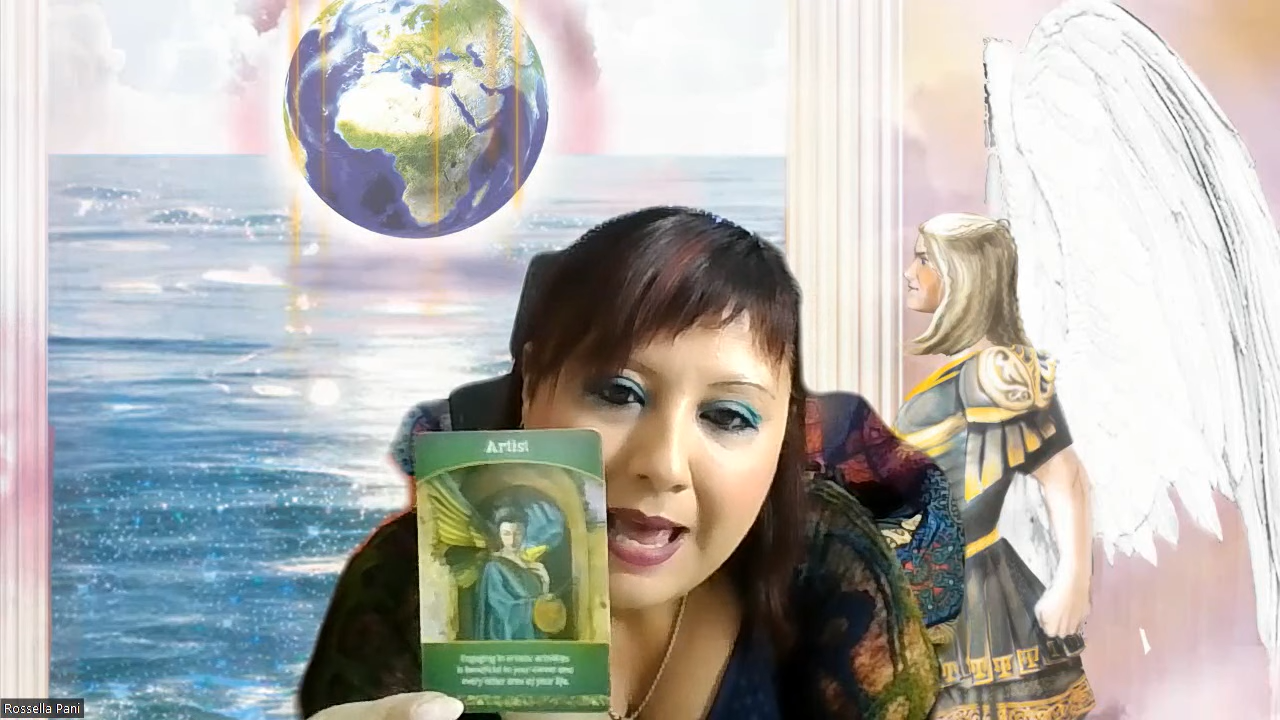 Artist
Engaging in artistic activities
is beneficial to your career and
every other area of your life.
Rossella Pani